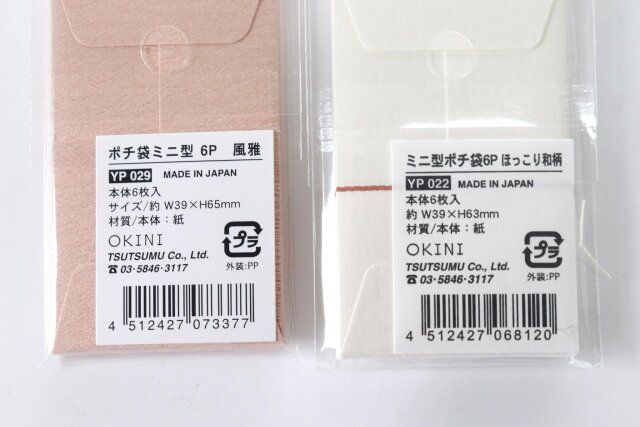 ポチ袋ミニ型 6P 風雅
YP 029 MADE IN JAPAN
本体6枚入
サイズ/約 W39×H65mm
材質/本体：紙
OKINI
TSUTSUMU Co., Ltd.
☎03-5846-3117
プラ
外装:PP
4 512427 073377
ミニ型ポチ袋6P ほっこり和柄
YP 022 MADE IN JAPAN
本体6枚入
約 W39×H63mm
材質/本体：紙
OKINI
TSUTSUMU Co., Ltd.
☎03-5846-3117
プラ
外装:PP
4 512427 068120